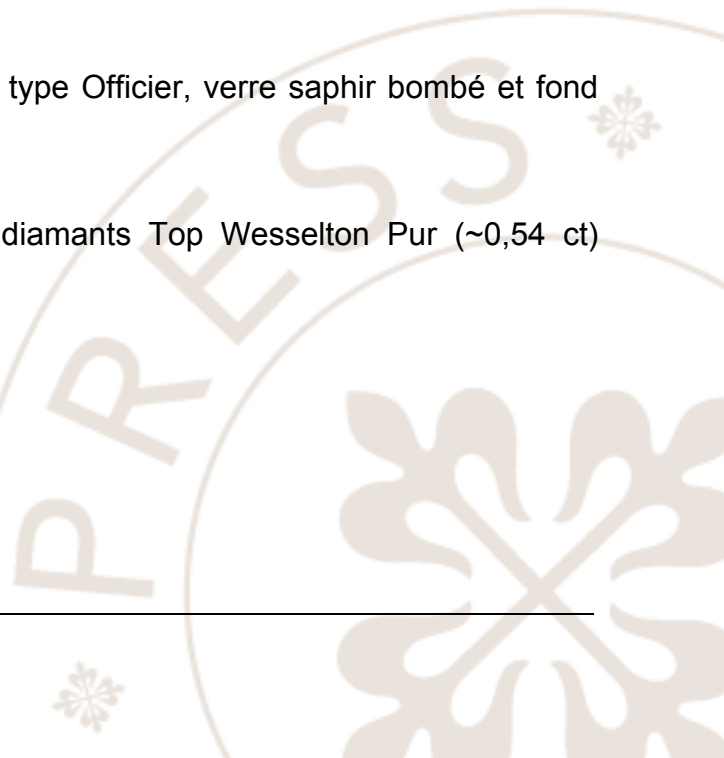 type Officier, verre saphir bombé et fond
diamants Top Wesselton Pur (~0,54 ct)
PRESS